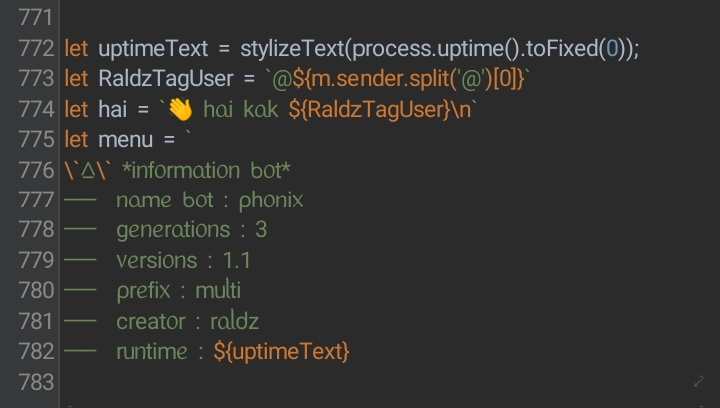 771
772 let uptimeText = stylizeText(process.uptime().toFixed(0));
773 let RaldzTagUser = `@${m.sender.split('@')[0]}`
774 let hai = `👋 hai kak ${RaldzTagUser}\n`
775 let menu = `
776 \`△\` *information bot*
777 ── name bot : phonix
778 ── generations : 3
779 ── versions : 1.1
780 ── prefix : multi
781 ── creator : raldz
782 ── runtime : ${uptimeText}
783